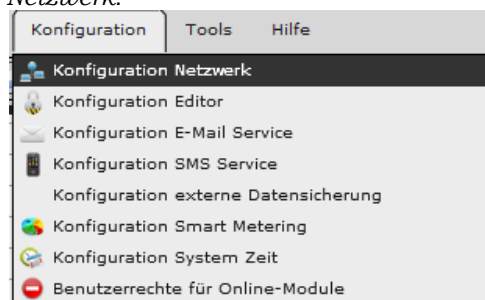 Netzwerk.
Konfiguration Tools Hilfe
Konfiguration Netzwerk
Konfiguration Editor
Konfiguration E-Mail Service
Konfiguration SMS Service
Konfiguration externe Datensicherung
Konfiguration Smart Metering
Konfiguration System Zeit
Benutzerrechte für Online-Module